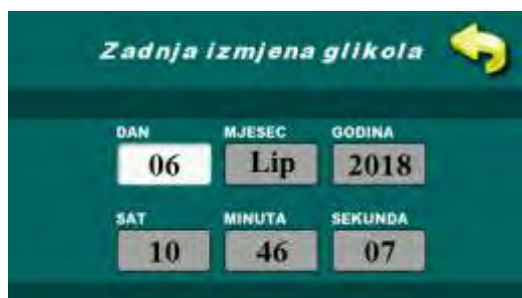 Zadnja izmjena glikola
DAN MJESEC GODINA
06 Lip 2018
SAT MINUTA SEKUNDA
10 46 07